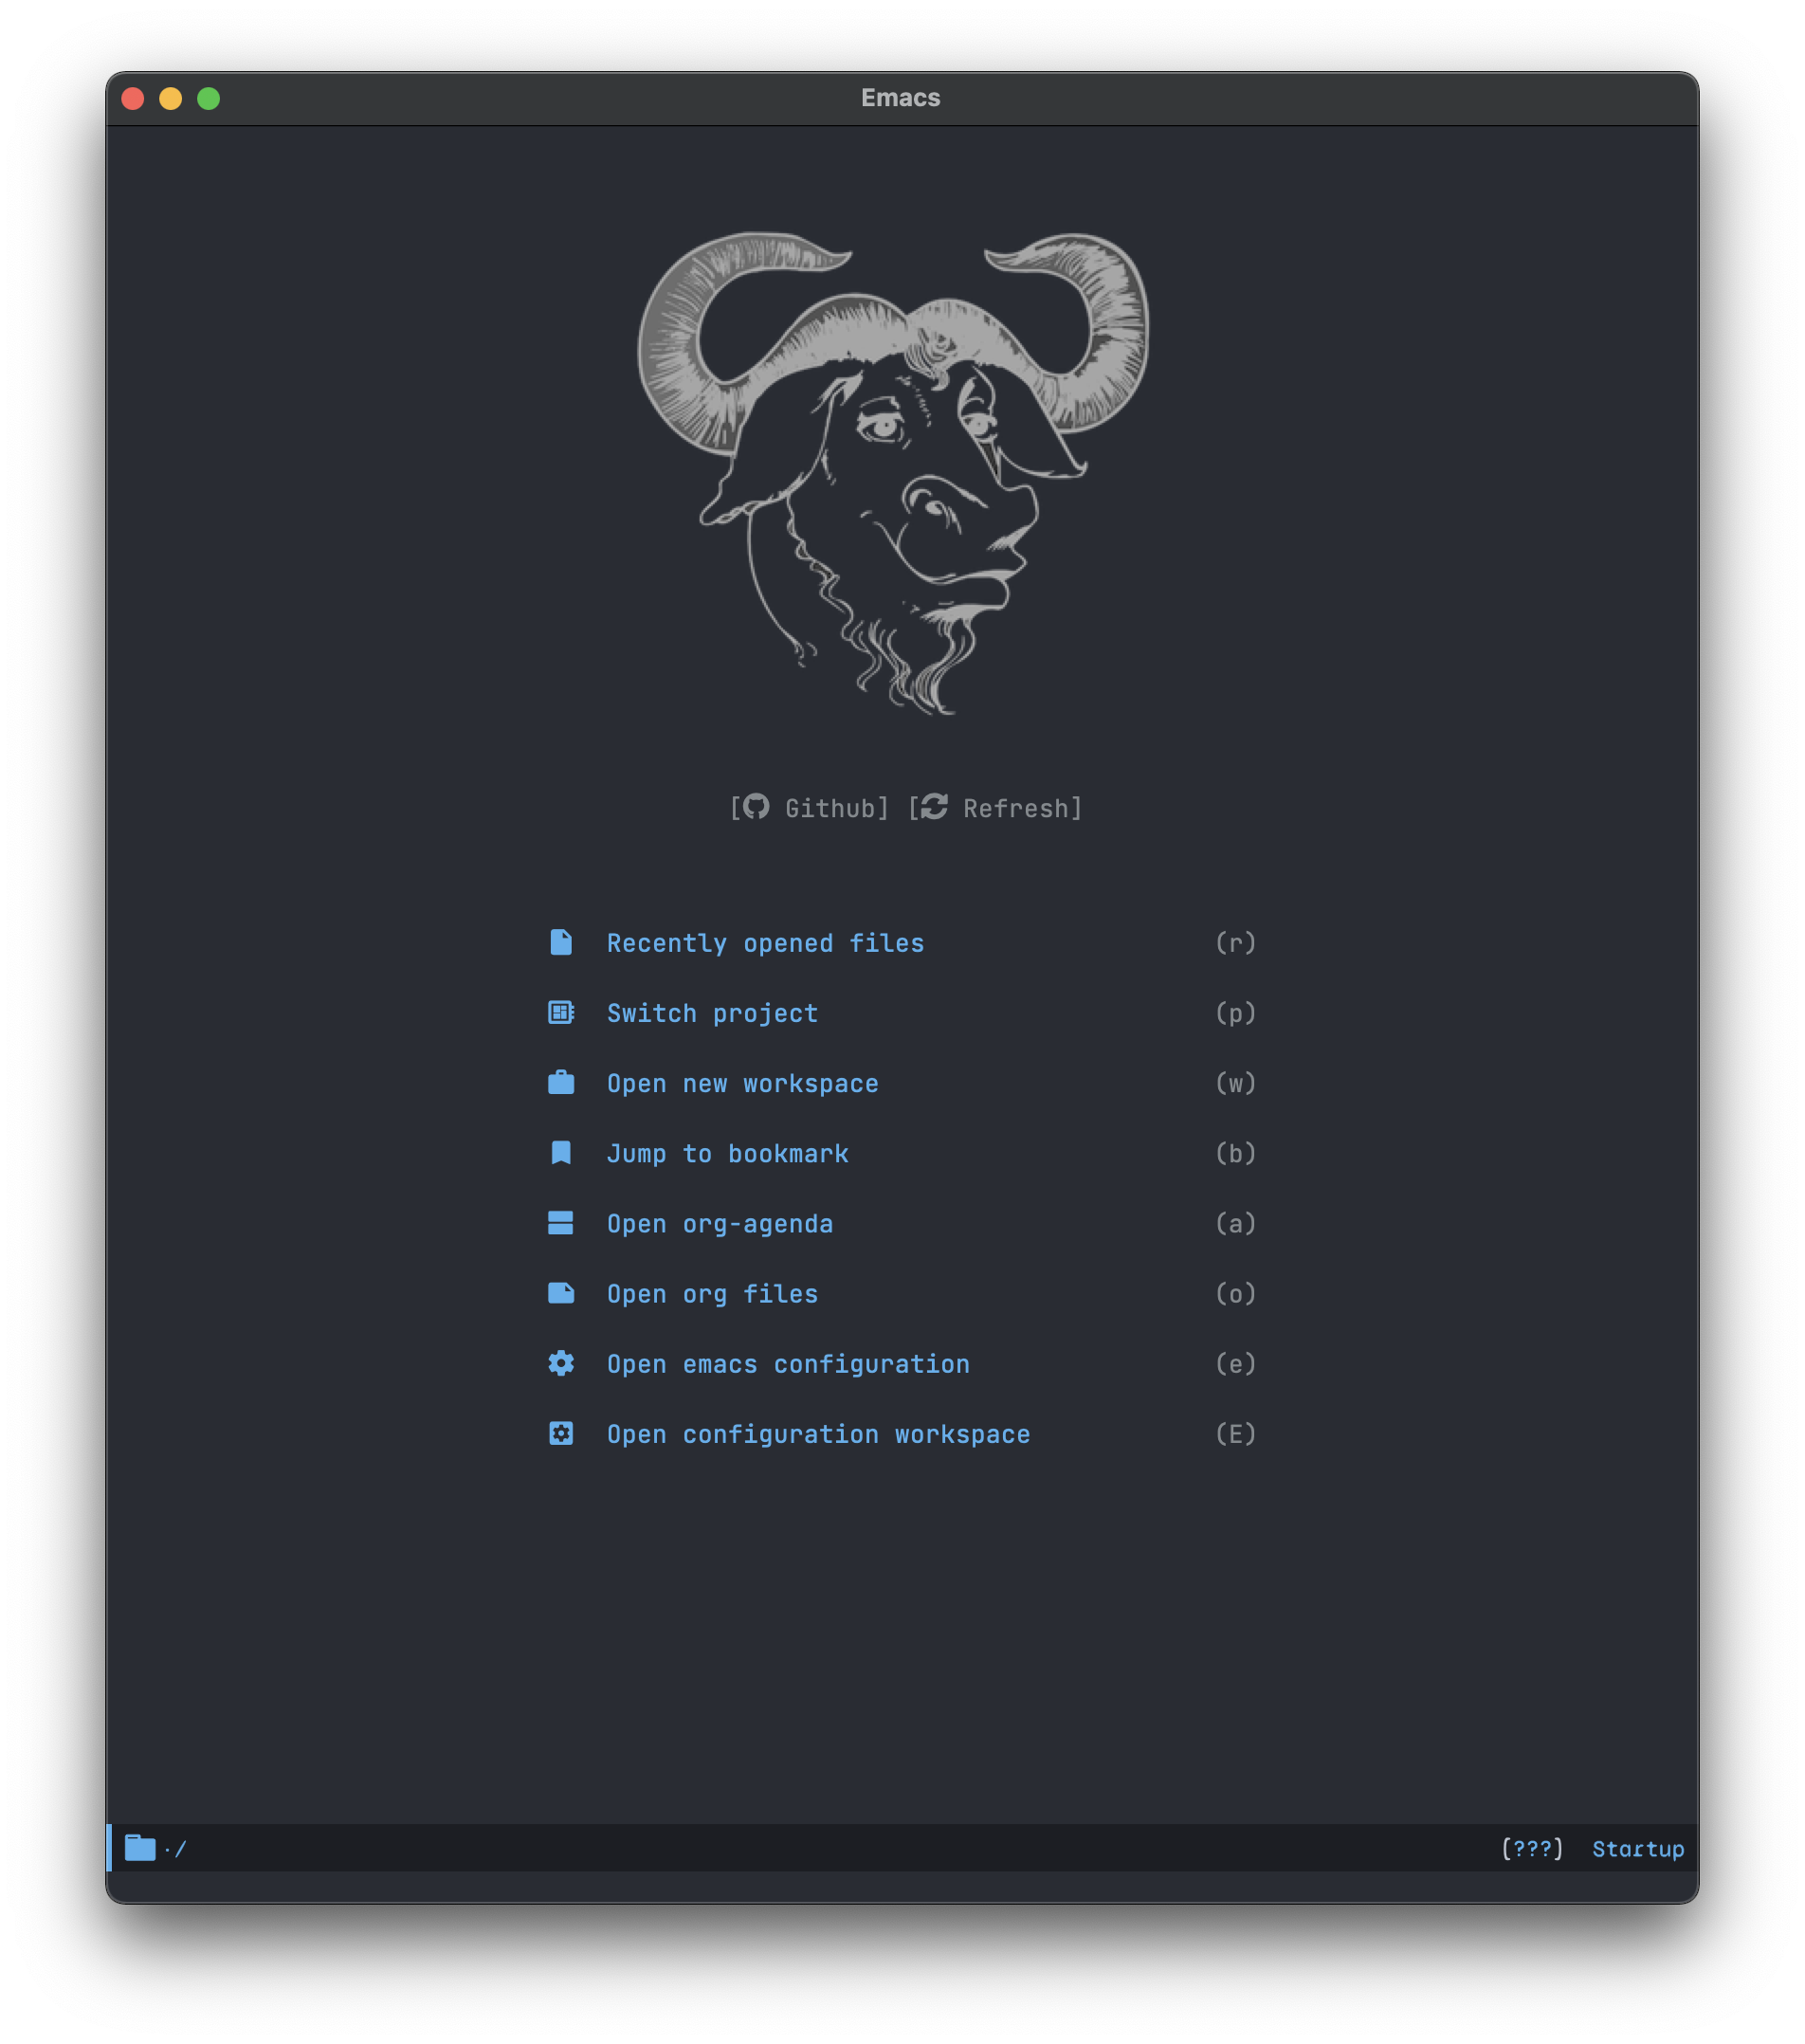 Emacs
[ Github] [ Refresh]
Recently opened files (r)
Switch project (p)
Open new workspace (w)
Jump to bookmark (b)
Open org-agenda (a)
Open org files (o)
Open emacs configuration (e)
Open configuration workspace (E)
./ [???] Startup